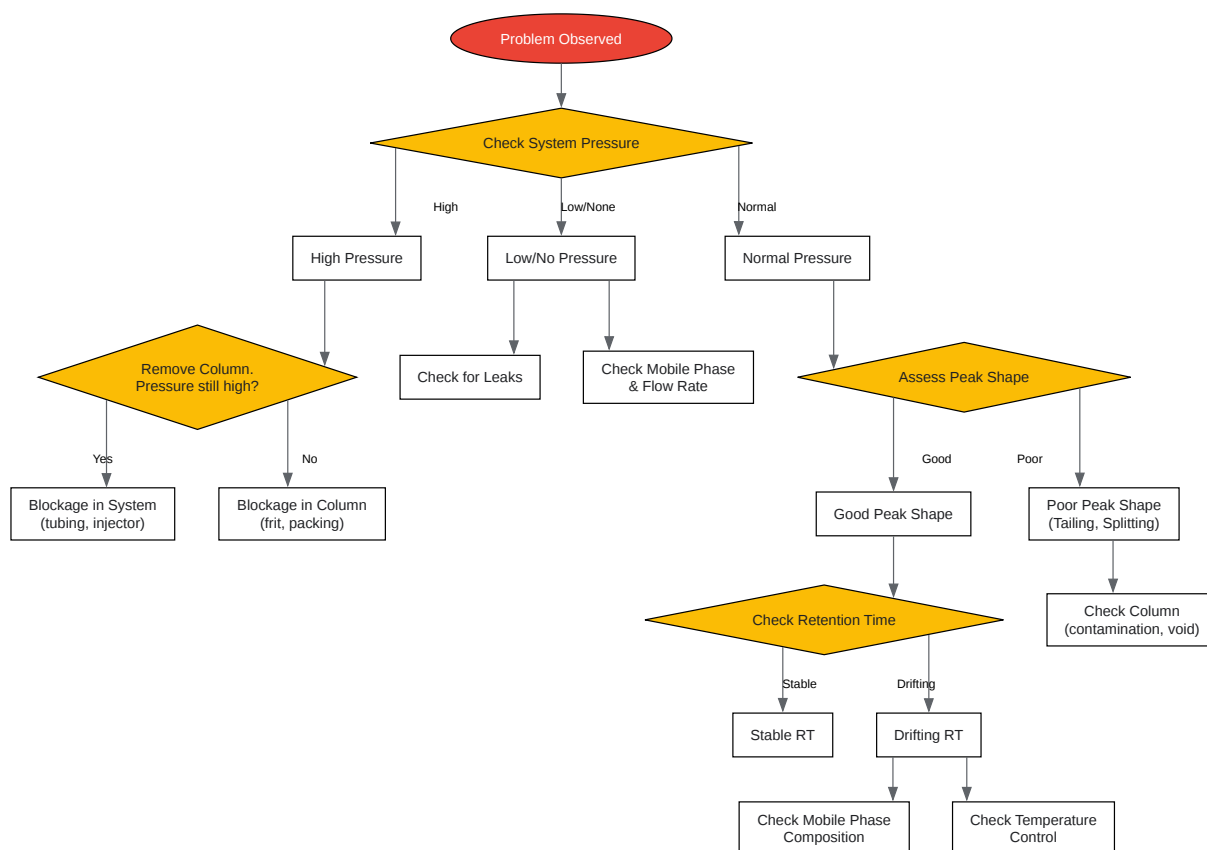 Problem Observed
Check System Pressure
High
Low/None
Normal
High Pressure
Low/No Pressure
Normal Pressure
Remove Column.
Pressure still high?
Check for Leaks
Check Mobile Phase
& Flow Rate
Assess Peak Shape
Yes
No
Good
Poor
Blockage in System
(tubing, injector)
Blockage in Column
(frit, packing)
Good Peak Shape
Poor Peak Shape
(Tailing, Splitting)
Check Retention Time
Check Column
(contamination, void)
Stable
Drifting
Stable RT
Drifting RT
Check Mobile Phase
Composition
Check Temperature
Control